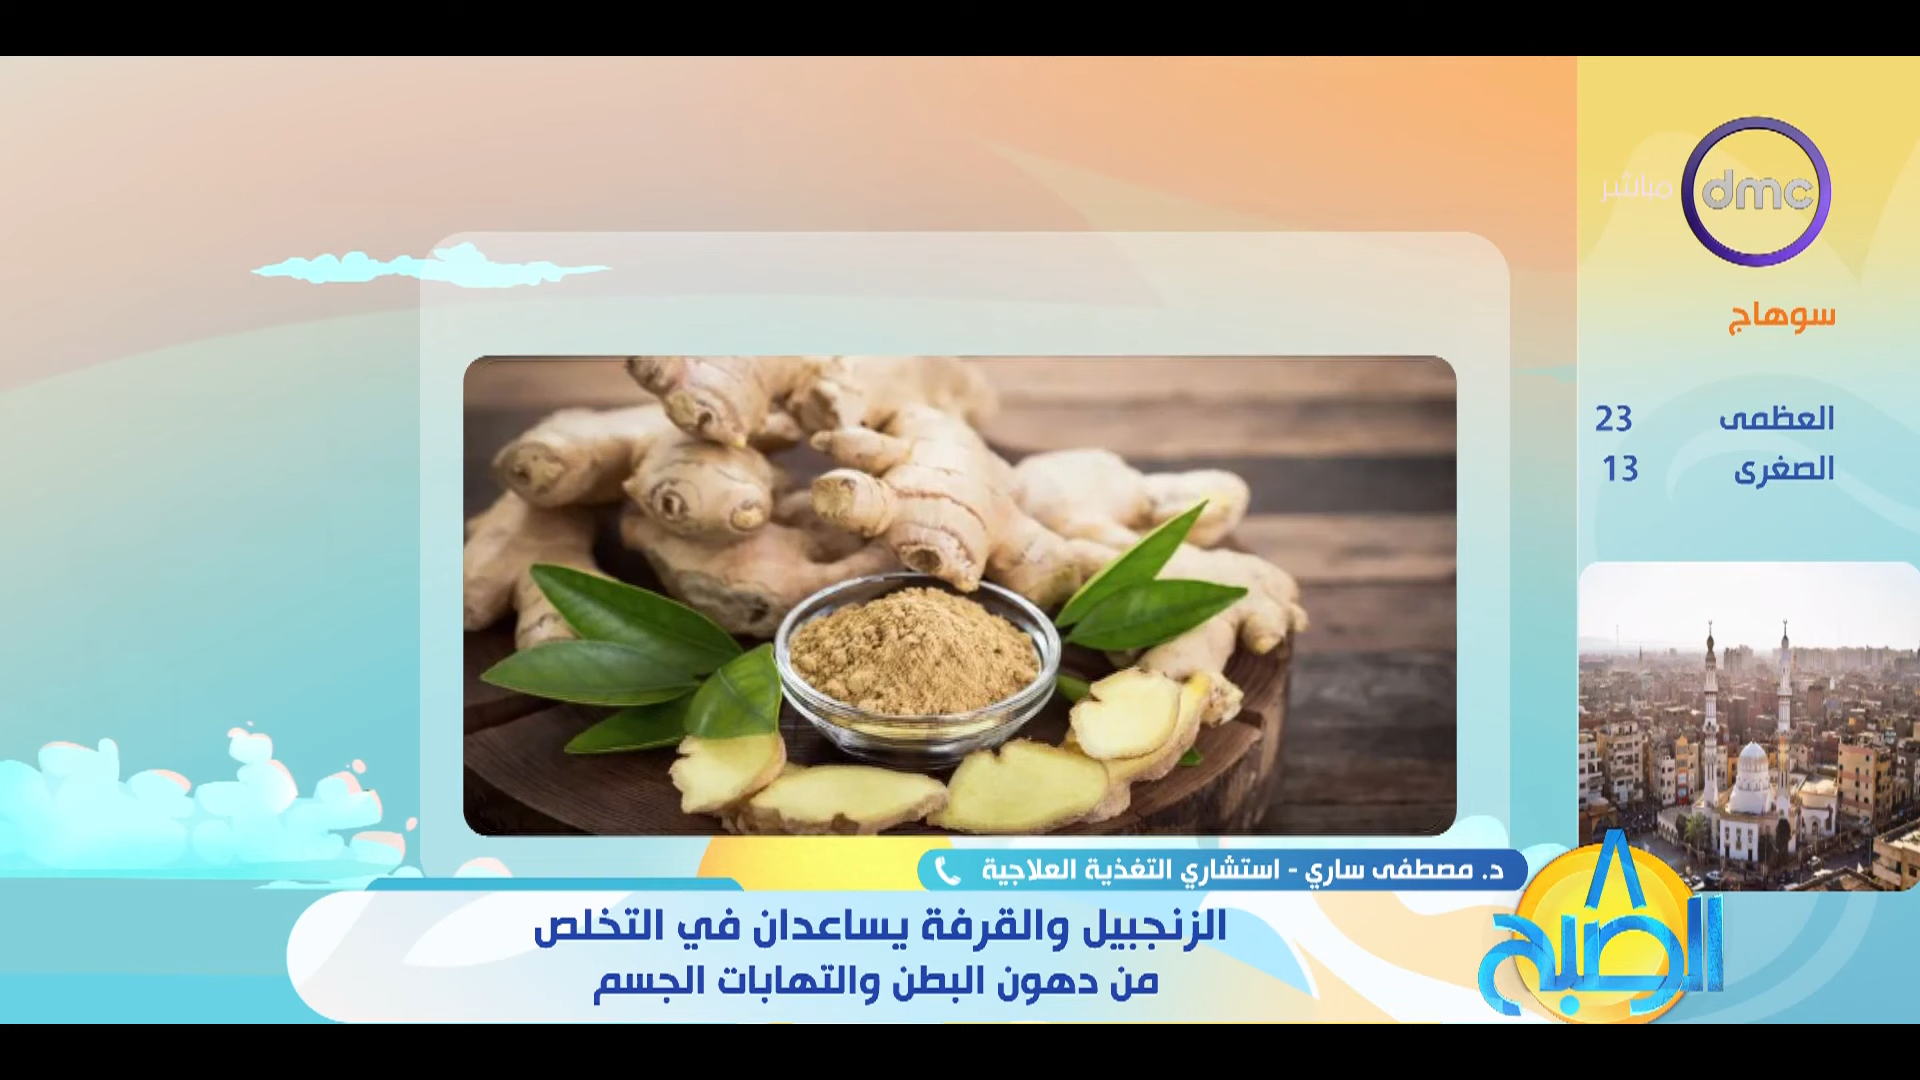 dmc
مباشر
سوهاج
العظمى 23
الصغرى 13
د. مصطفى ساري - استشاري التغذية العلاجية
الزنجبيل والقرفة يساعدان في التخلص
من دهون البطن والتهابات الجسم
٨
الصبح